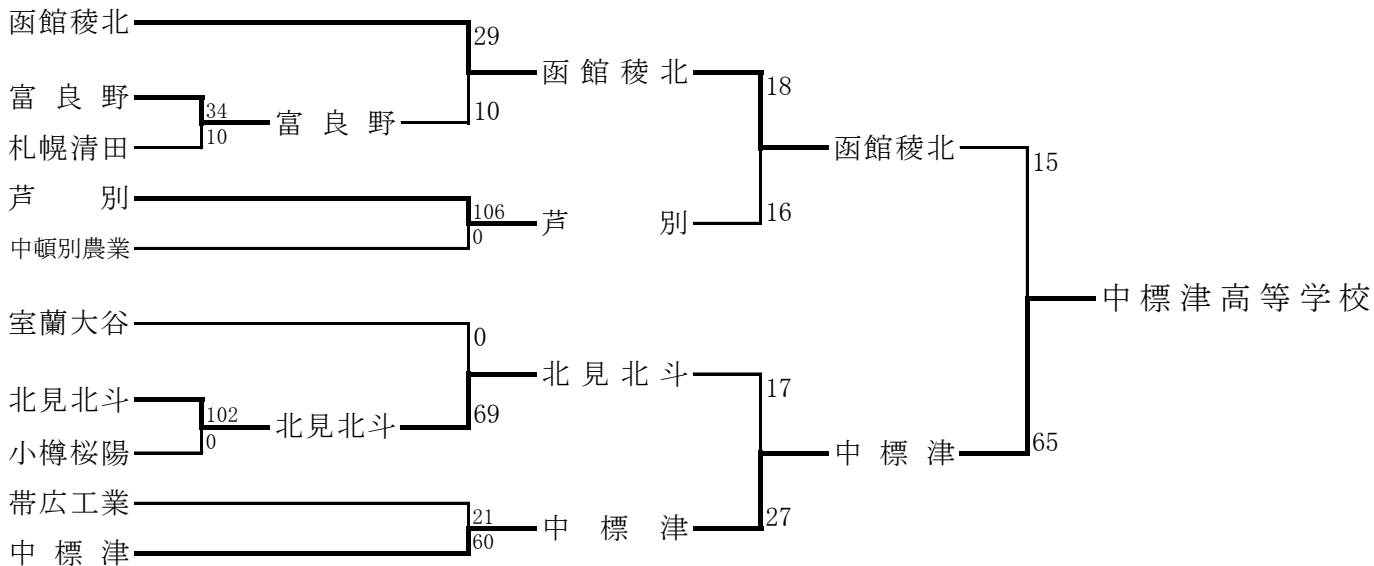 函館稜北
29
函館稜北
18
富良野
34
富良野
10
10
札幌清田
函館稜北
15
芦別
106
芦別
16
0
中頓別農業
中標津高等学校
室蘭大谷
0
北見北斗
17
北見北斗
102
北見北斗
69
0
小樽桜陽
中標津
65
帯広工業
21
中標津
27
60
中標津